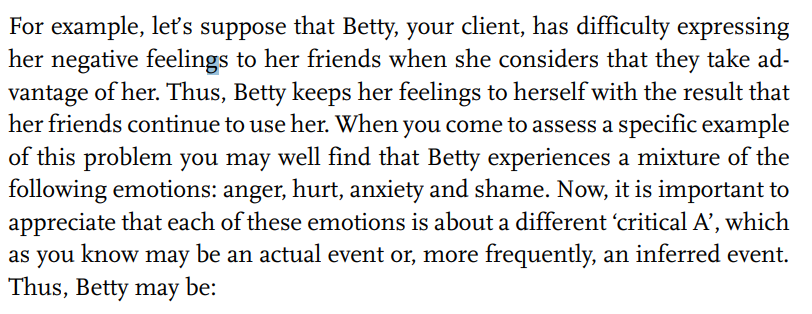 For example, let's suppose that Betty, your client, has difficulty expressing
her negative feelings to her friends when she considers that they take ad-
vantage of her. Thus, Betty keeps her feelings to herself with the result that
her friends continue to use her. When you come to assess a specific example
of this problem you may well find that Betty experiences a mixture of the
following emotions: anger, hurt, anxiety and shame. Now, it is important to
appreciate that each of these emotions is about a different ‘critical A’, which
as you know may be an actual event or, more frequently, an inferred event.
Thus, Betty may be: